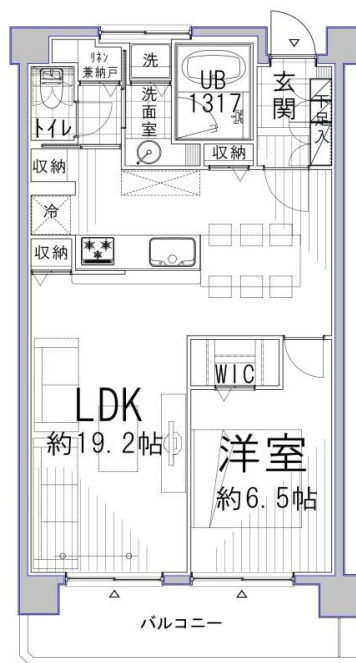 リネン
兼納戸
洗
UB
1317
玄関
下足入
トイレ
洗面室
収納
収納
冷
収納
WIC
LDK
約19.2帖
洋室
約6.5帖
バルコニー